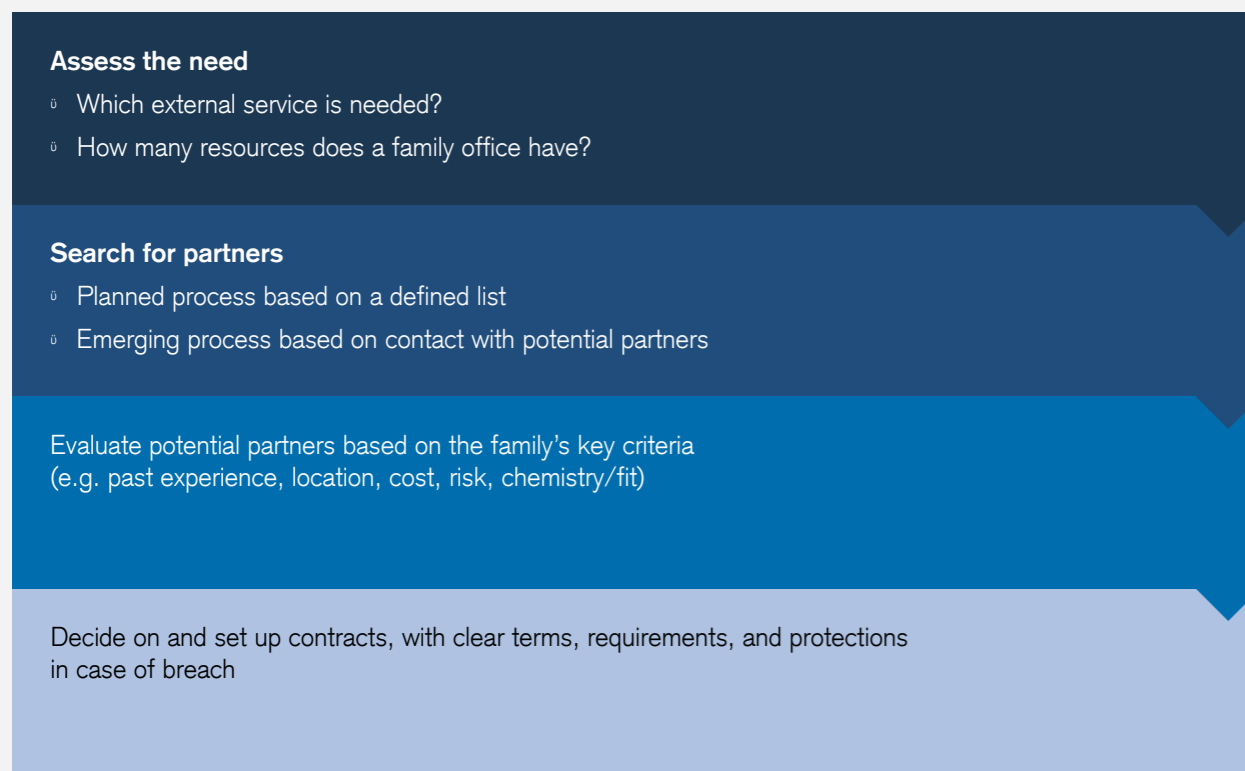 Assess the need
ü Which external service is needed?
ü How many resources does a family office have?
Search for partners
ü Planned process based on a defined list
ü Emerging process based on contact with potential partners
Evaluate potential partners based on the family’s key criteria
(e.g. past experience, location, cost, risk, chemistry/fit)
Decide on and set up contracts, with clear terms, requirements, and protections
in case of breach